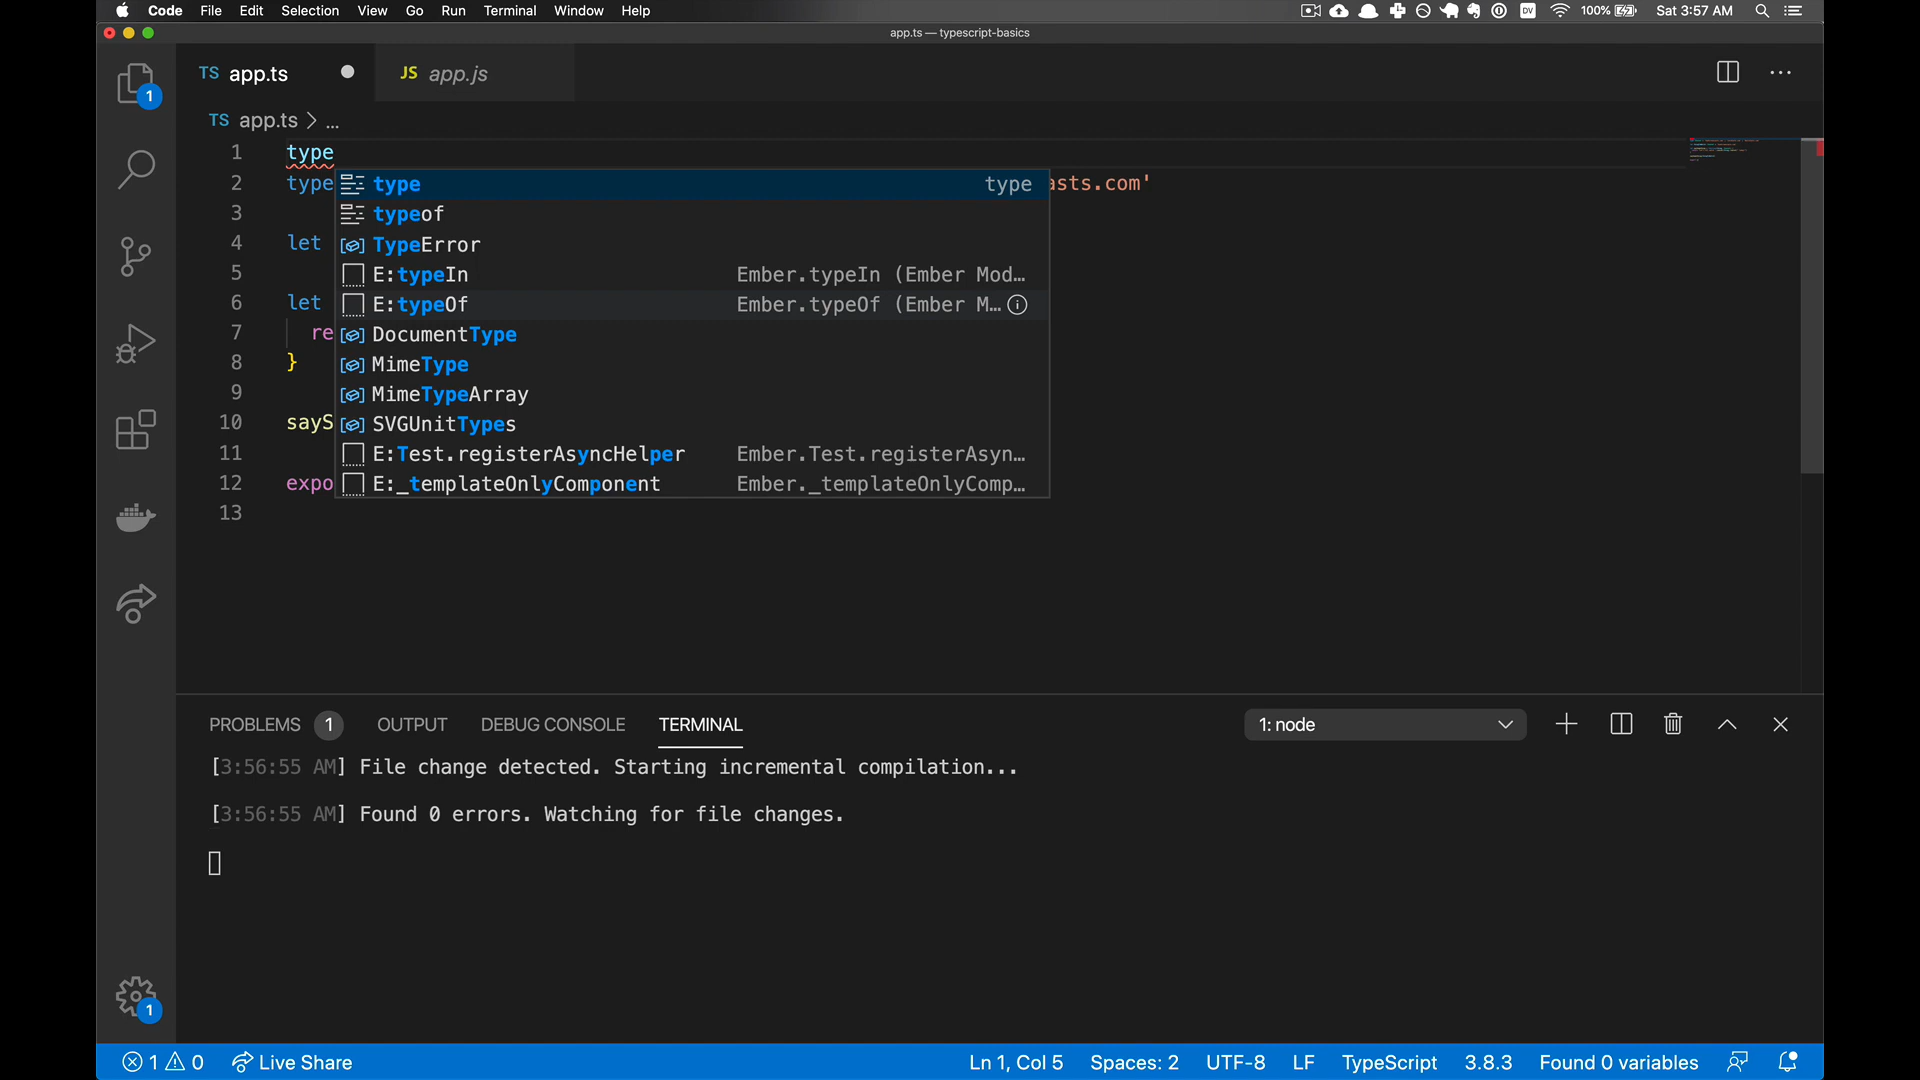 Code File Edit Selection View Go Run Terminal Window Help DV 100% Sat 3:57 AM
app.ts — typescript-basics
TS app.ts JS app.js
1
TS app.ts > ...
1 type
2 type asts.com'
type type
3
typeof
4 let
TypeError
5
E:typeIn Ember.typeIn (Ember Mod…
6 let
E:typeOf Ember.typeOf (Ember M…
7 re
DocumentType
8 }
MimeType
9
MimeTypeArray
10 sayS
SVGUnitTypes
11
E:Test.registerAsyncHelper Ember.Test.registerAsyn…
12 expo
E:_templateOnlyComponent Ember._templateOnlyComp…
13
PROBLEMS 1 OUTPUT DEBUG CONSOLE TERMINAL 1: node
[3:56:55 AM] File change detected. Starting incremental compilation...
[3:56:55 AM] Found 0 errors. Watching for file changes.
1
1 0 Live Share Ln 1, Col 5 Spaces: 2 UTF-8 LF TypeScript 3.8.3 Found 0 variables